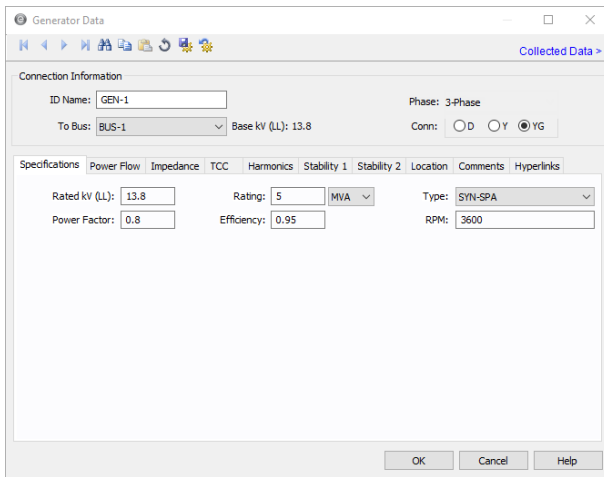 Generator Data
Collected Data >
Connection Information
ID Name: GEN-1 Phase: 3-Phase
To Bus: BUS-1 Base kV (LL): 13.8 Conn: D Y YG
Specifications Power Flow Impedance TCC Harmonics Stability 1 Stability 2 Location Comments Hyperlinks
Rated kV (LL): 13.8 Rating: 5 MVA Type: SYN-SPA
Power Factor: 0.8 Efficiency: 0.95 RPM: 3600
OK Cancel Help